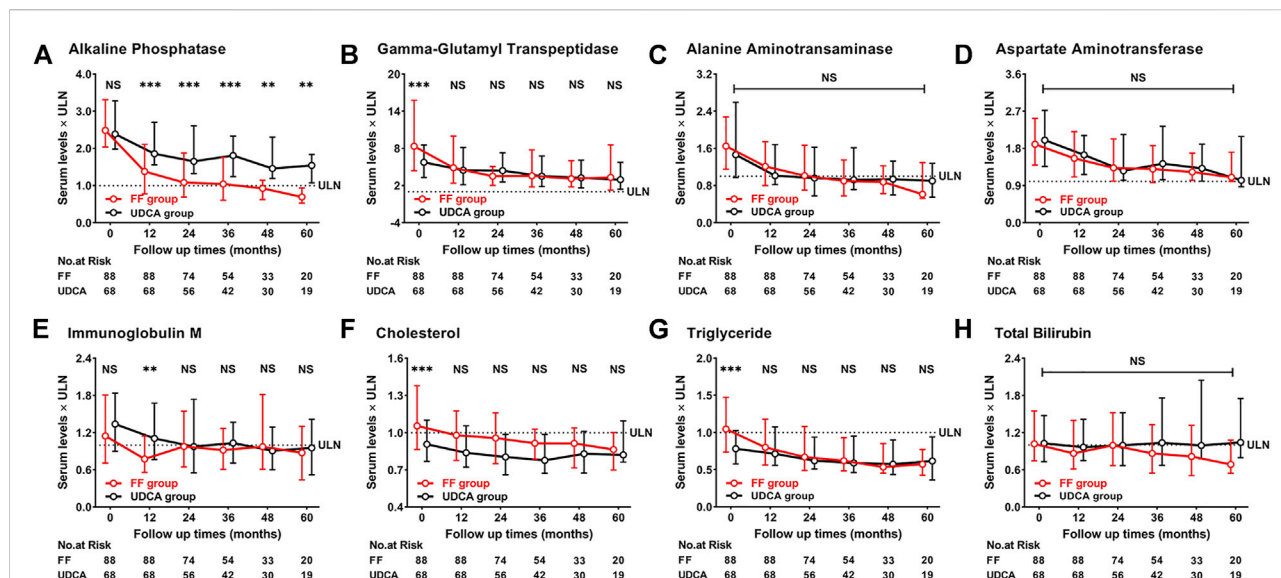 A Alkaline Phosphatase
Serum levels × ULN
4.0
3.0
2.0
1.0
0.0
NS *** *** *** ** **
ULN
FF group
UDCA group
0 12 24 36 48 60
Follow up times (months)
No.at Risk
FF 88 88 74 54 33 20
UDCA 68 68 56 42 30 19
B Gamma-Glutamyl Transpeptidase
Serum levels × ULN
20
14
8
2
-4
*** NS NS NS NS NS
ULN
FF group
UDCA group
0 12 24 36 48 60
Follow up times (months)
No.at Risk
FF 88 88 74 54 33 20
UDCA 68 68 56 42 30 19
C Alanine Aminotransaminase
Serum levels × ULN
3.2
2.4
1.6
0.8
0.0
NS
ULN
FF group
UDCA group
0 12 24 36 48 60
Follow up times (months)
No.at Risk
FF 88 88 74 54 33 20
UDCA 68 68 56 42 30 19
D Aspartate Aminotransferase
Serum levels × ULN
3.6
2.7
1.8
0.9
0.0
NS
ULN
FF group
UDCA group
0 12 24 36 48 60
Follow up times (months)
No.at Risk
FF 88 88 74 54 33 20
UDCA 68 68 56 42 30 19
E Immunoglobulin M
Serum levels × ULN
2.4
1.8
1.2
0.6
0.0
NS ** NS NS NS NS
ULN
FF group
UDCA group
0 12 24 36 48 60
Follow up times (months)
No.at Risk
FF 88 88 74 54 33 20
UDCA 68 68 56 42 30 19
F Cholesterol
Serum levels × ULN
1.6
1.3
1.0
0.7
0.4
*** NS NS NS NS NS
ULN
FF group
UDCA group
0 12 24 36 48 60
Follow up times (months)
No.at Risk
FF 88 88 74 54 33 20
UDCA 68 68 56 42 30 19
G Triglyceride
Serum levels × ULN
2.0
1.5
1.0
0.5
0.0
*** NS NS NS NS NS
ULN
FF group
UDCA group
0 12 24 36 48 60
Follow up times (months)
No.at Risk
FF 88 88 74 54 33 20
UDCA 68 68 56 42 30 19
H Total Bilirubin
Serum levels × ULN
2.4
1.8
1.2
0.6
0.0
NS
ULN
FF group
UDCA group
0 12 24 36 48 60
Follow up times (months)
No.at Risk
FF 88 88 74 54 33 20
UDCA 68 68 56 42 30 19